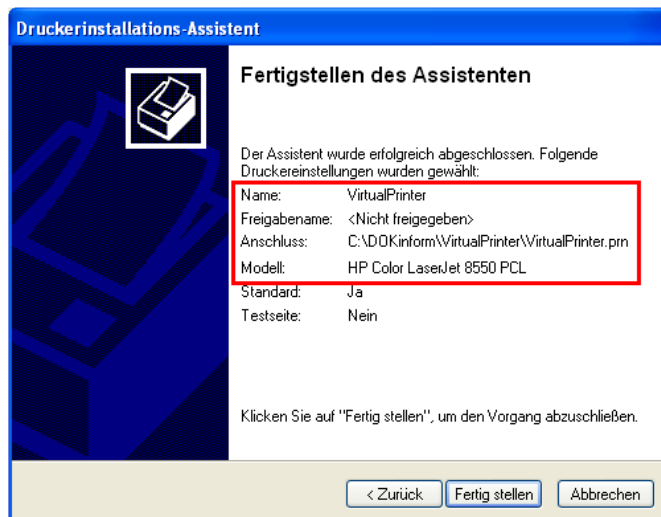 Druckerinstallations-Assistent
Fertigstellen des Assistenten
Der Assistent wurde erfolgreich abgeschlossen. Folgende
Druckereinstellungen wurden gewählt:
Name: VirtualPrinter
Freigabename: <Nicht freigegeben>
Anschluss: C:\DOKinform\VirtualPrinter\VirtualPrinter.prn
Modell: HP Color LaserJet 8550 PCL
Standard: Ja
Testseite: Nein
Klicken Sie auf "Fertig stellen", um den Vorgang abzuschließen.
< Zurück Fertig stellen Abbrechen